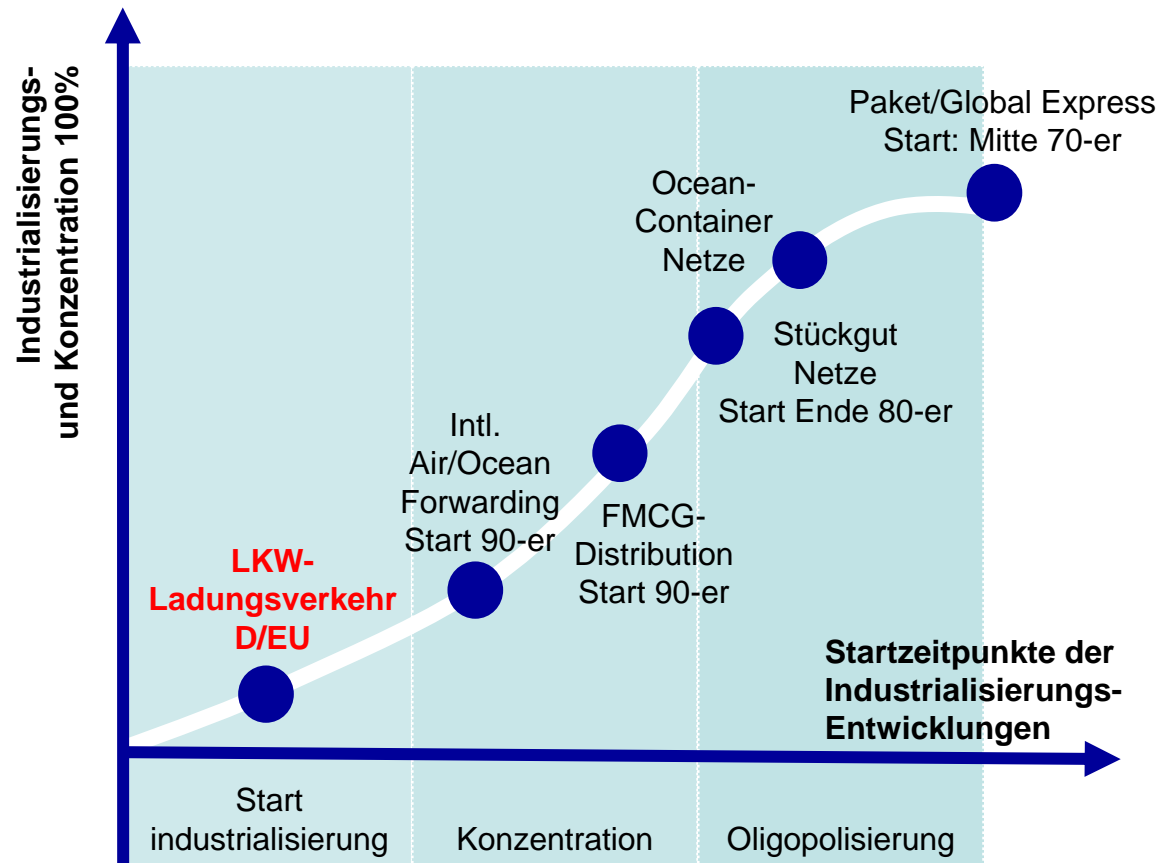 Industrialisierungs-
und Konzentration 100%
Paket/Global Express
Start: Mitte 70-er
Ocean-
Container
Netze
Stückgut
Netze
Start Ende 80-er
Intl.
Air/Ocean
Forwarding
Start 90-er
FMCG-
Distribution
Start 90-er
LKW-
Ladungsverkehr
D/EU
Startzeitpunkte der
Industrialisierungs-
Entwicklungen
Start
industrialisierung
Konzentration
Oligopolisierung